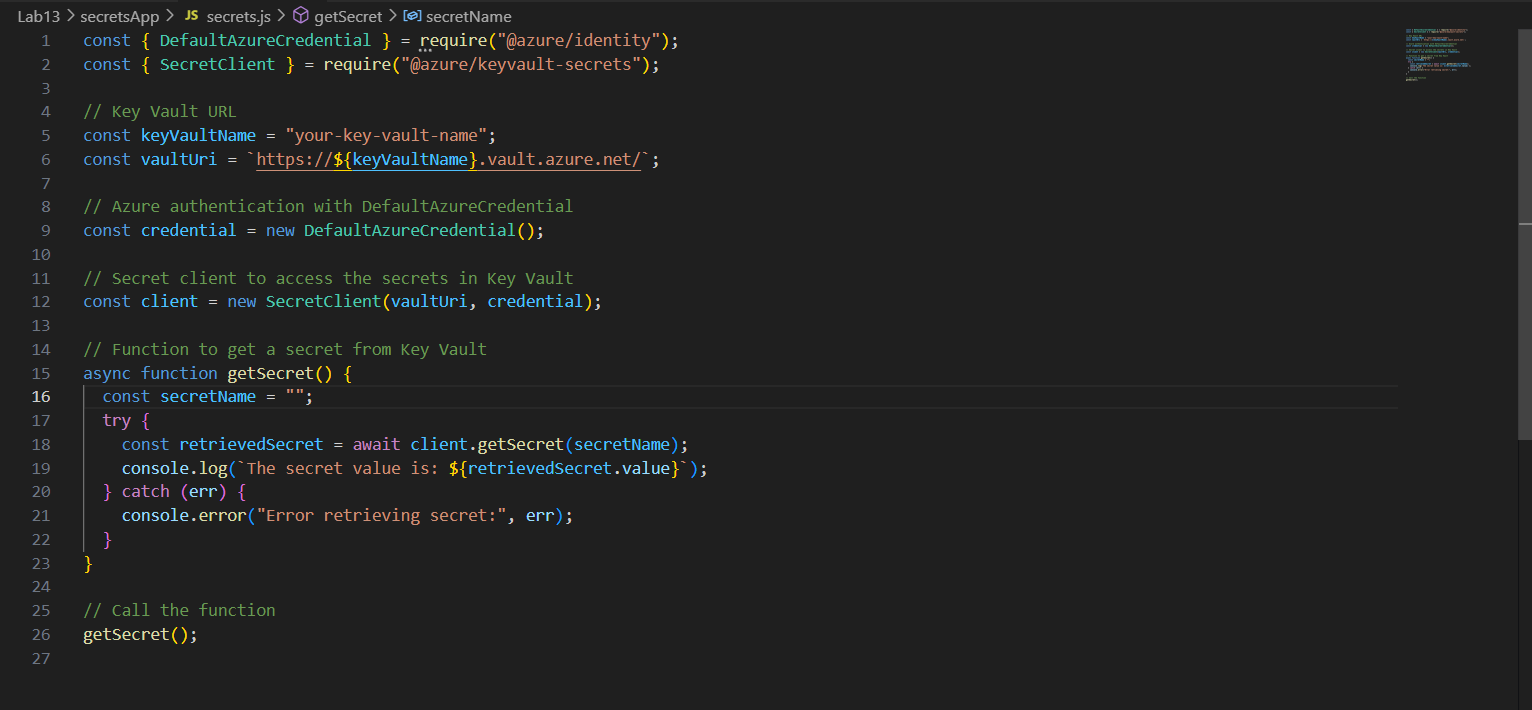 Lab13 > secretsApp > JS secrets.js > getSecret > secretName
1 const { DefaultAzureCredential } = require("@azure/identity");
2 const { SecretClient } = require("@azure/keyvault-secrets");
3
4 // Key Vault URL
5 const keyVaultName = "your-key-vault-name";
6 const vaultUri = `https://${keyVaultName}.vault.azure.net/`;
7
8 // Azure authentication with DefaultAzureCredential
9 const credential = new DefaultAzureCredential();
10
11 // Secret client to access the secrets in Key Vault
12 const client = new SecretClient(vaultUri, credential);
13
14 // Function to get a secret from Key Vault
15 async function getSecret() {
16   const secretName = "";
17   try {
18     const retrievedSecret = await client.getSecret(secretName);
19     console.log(`The secret value is: ${retrievedSecret.value}`);
20   } catch (err) {
21     console.error("Error retrieving secret:", err);
22   }
23 }
24
25 // Call the function
26 getSecret();
27